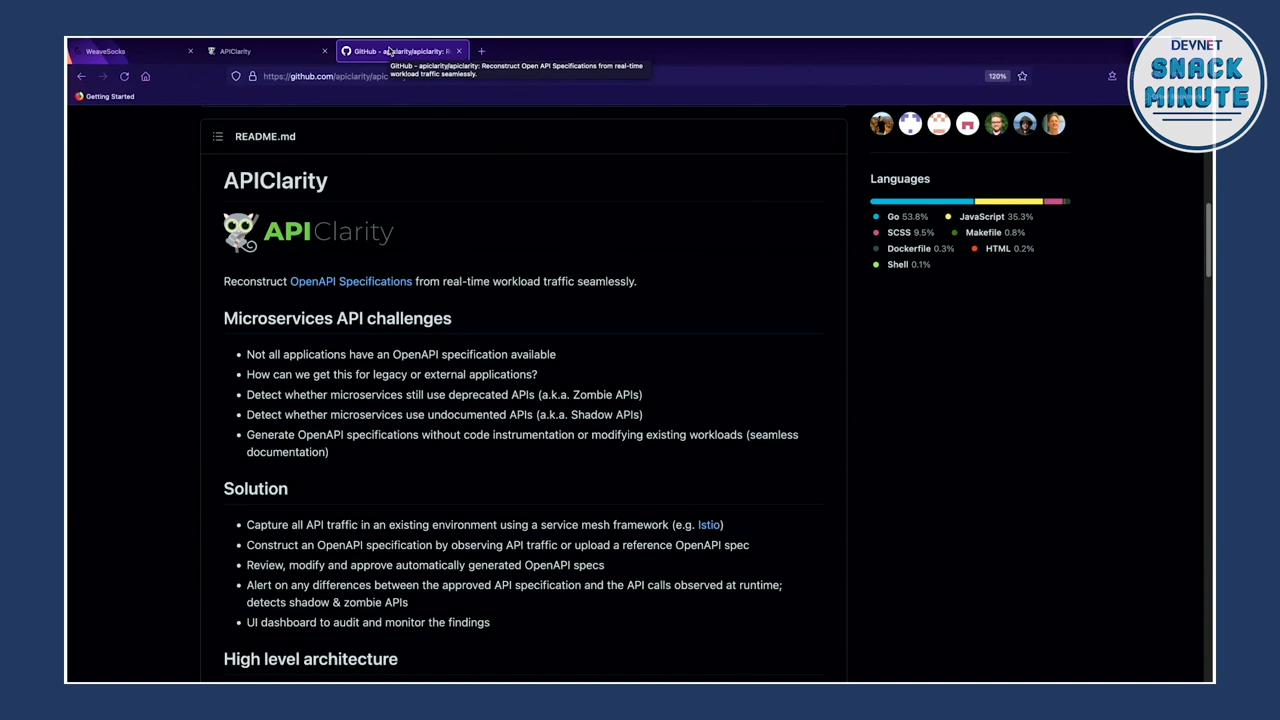 WeaveSocks
APIClarity
GitHub - apiclarity/apiclarity: R
GitHub - apiclarity/apiclarity: Reconstruct Open API Specifications from real-time
workload traffic seamlessly.
https://github.com/apiclarity/apic
120%
Getting Started
DEVNET
SNACK
MINUTE
README.md
APIClarity
APIClarity
Reconstruct OpenAPI Specifications from real-time workload traffic seamlessly.
Microservices API challenges
• Not all applications have an OpenAPI specification available
• How can we get this for legacy or external applications?
• Detect whether microservices still use deprecated APIs (a.k.a. Zombie APIs)
• Detect whether microservices use undocumented APIs (a.k.a. Shadow APIs)
• Generate OpenAPI specifications without code instrumentation or modifying existing workloads (seamless
documentation)
Solution
• Capture all API traffic in an existing environment using a service mesh framework (e.g. Istio)
• Construct an OpenAPI specification by observing API traffic or upload a reference OpenAPI spec
• Review, modify and approve automatically generated OpenAPI specs
• Alert on any differences between the approved API specification and the API calls observed at runtime;
detects shadow & zombie APIs
• UI dashboard to audit and monitor the findings
High level architecture
Languages
Go 53.8%
JavaScript 35.3%
SCSS 9.5%
Makefile 0.8%
Dockerfile 0.3%
HTML 0.2%
Shell 0.1%